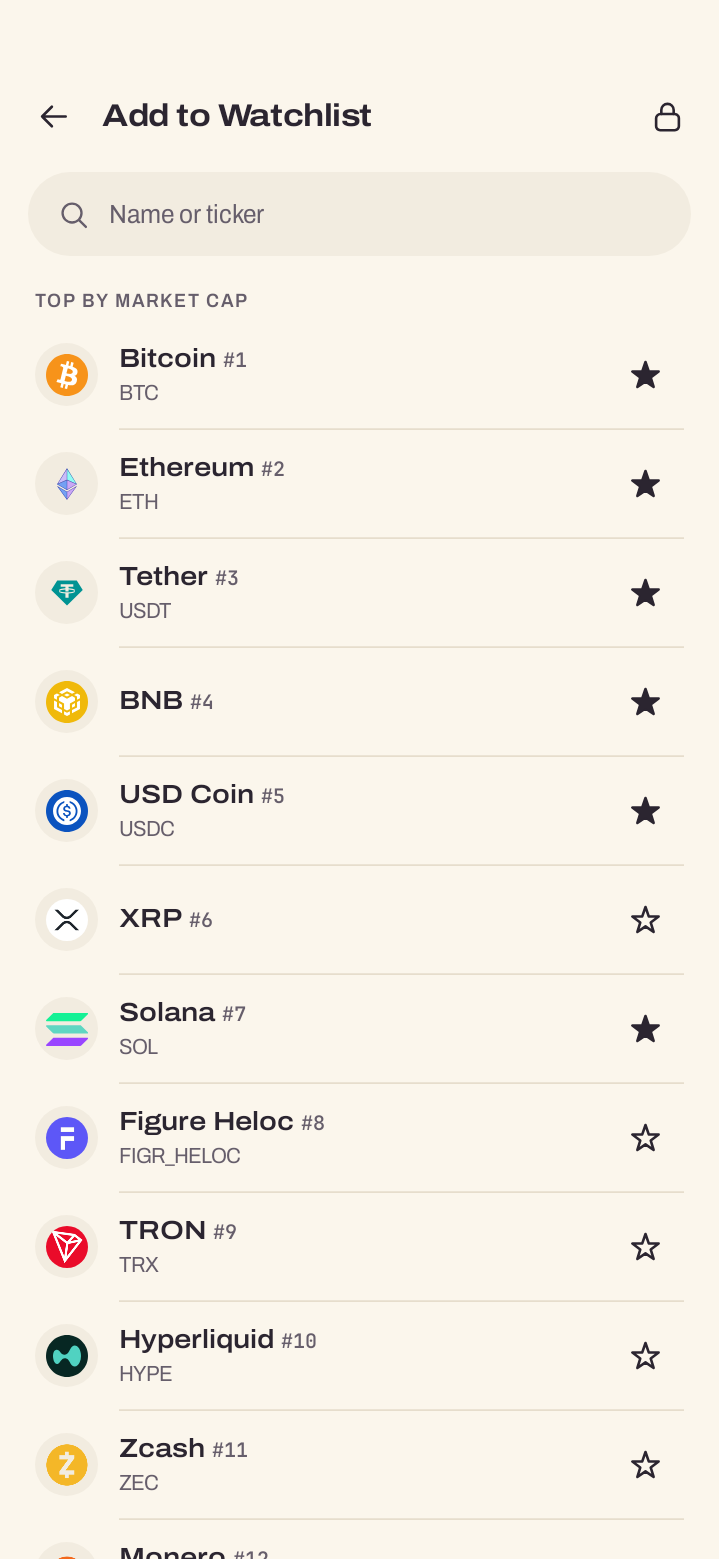 Add to Watchlist
Name or ticker
TOP BY MARKET CAP
Bitcoin #1
BTC
Ethereum #2
ETH
Tether #3
USDT
BNB #4
USD Coin #5
USDC
XRP #6
Solana #7
SOL
Figure Heloc #8
FIGR_HELOC
TRON #9
TRX
Hyperliquid #10
HYPE
Zcash #11
ZEC
Monero #12